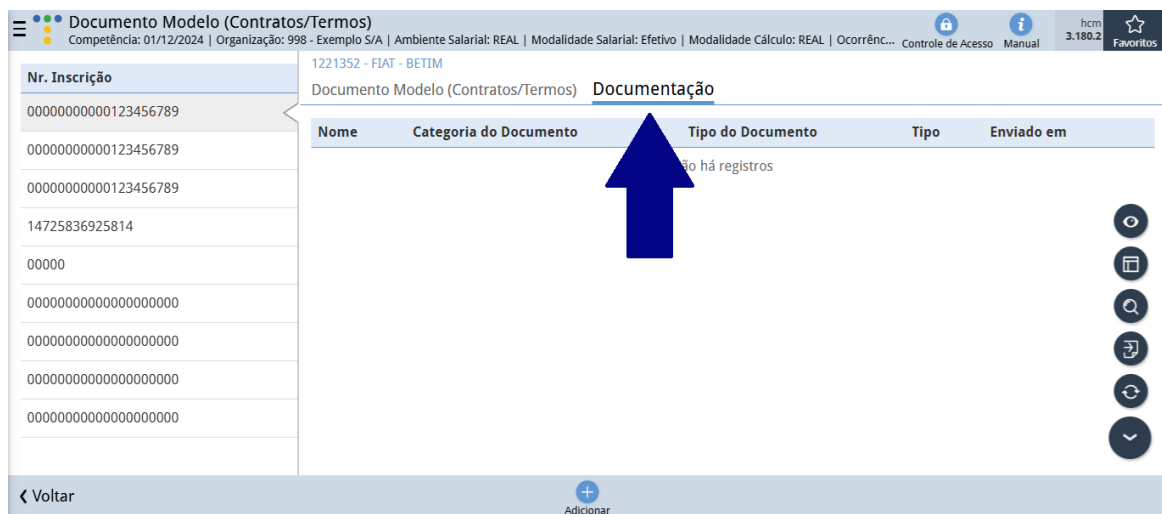 Documento Modelo (Contratos/Termos)
Competência: 01/12/2024 | Organização: 998 - Exemplo S/A | Ambiente Salarial: REAL | Modalidade Salarial: Efetivo | Modalidade Cálculo: REAL | Ocorrênc...
Controle de Acesso
Manual
hcm
3.180.2
Favoritos
Nr. Inscrição
00000000000123456789
00000000000123456789
00000000000123456789
14725836925814
00000
00000000000000000000
00000000000000000000
00000000000000000000
00000000000000000000
1221352 - FIAT - BETIM
Documento Modelo (Contratos/Termos) Documentação
Nome Categoria do Documento Tipo do Documento Tipo Enviado em
há registros
Voltar
Adicionar